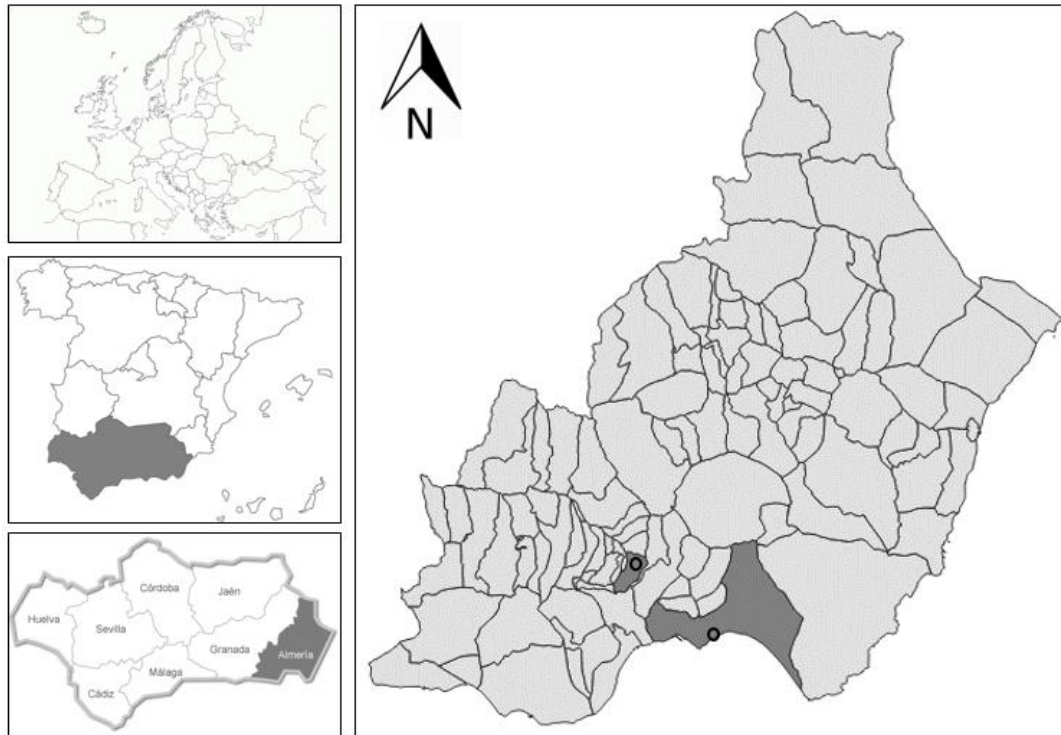 N
Huelva
Sevilla
Córdoba
Jaén
Cádiz
Málaga
Granada
Almería